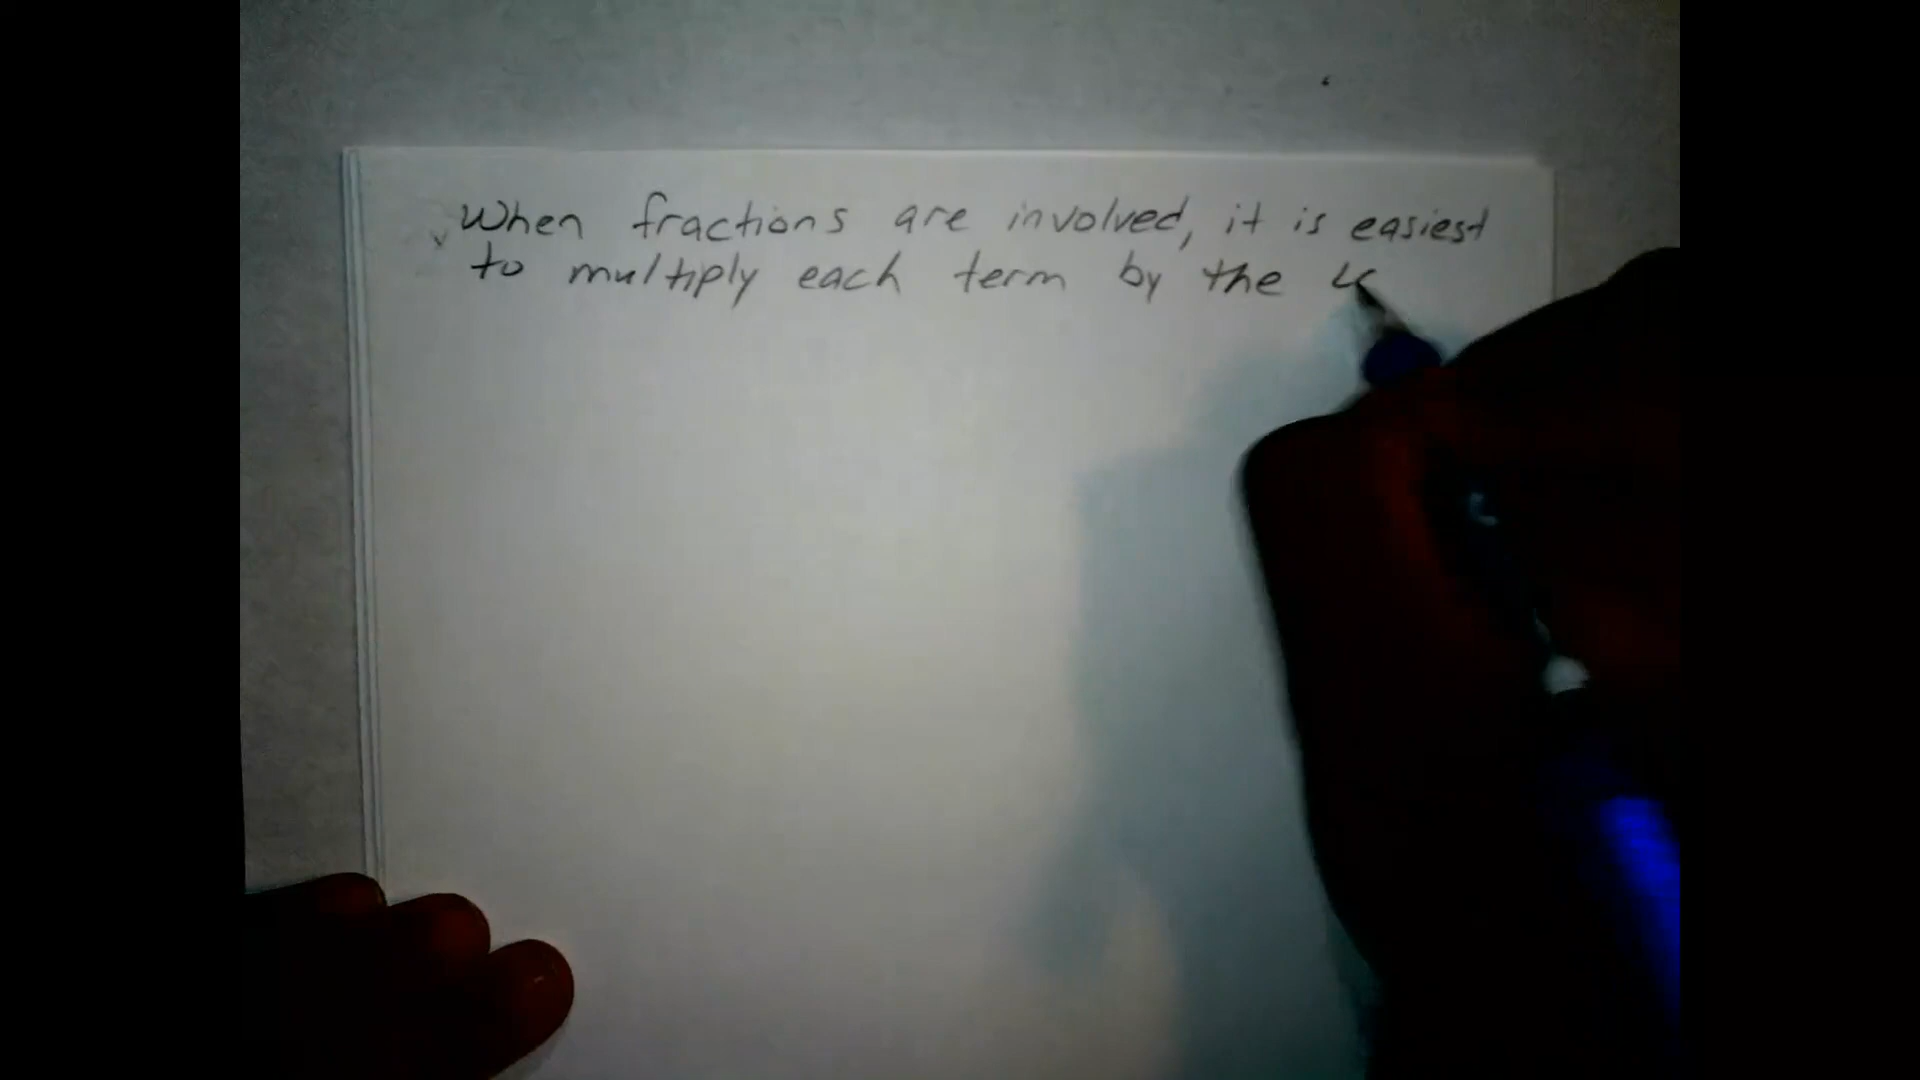 When fractions are involved, it is easiest
to multiply each term by the